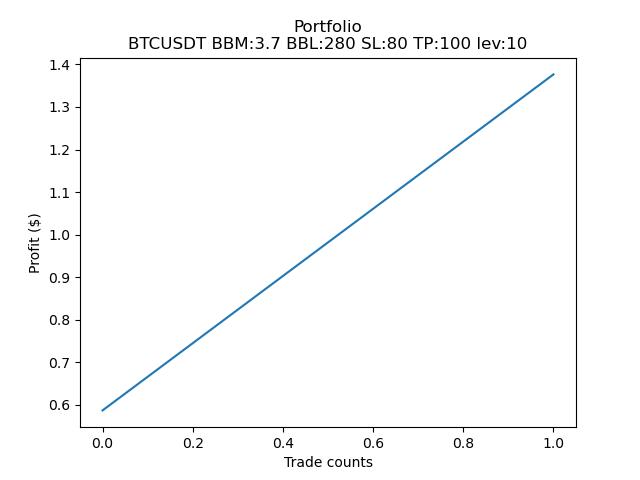 Portfolio
BTCUSDT BBM:3.7 BBL:280 SL:80 TP:100 lev:10
1.4
1.3
1.2
1.1
1.0
0.9
0.8
0.7
0.6
Profit ($)
0.0 0.2 0.4 0.6 0.8 1.0
Trade counts